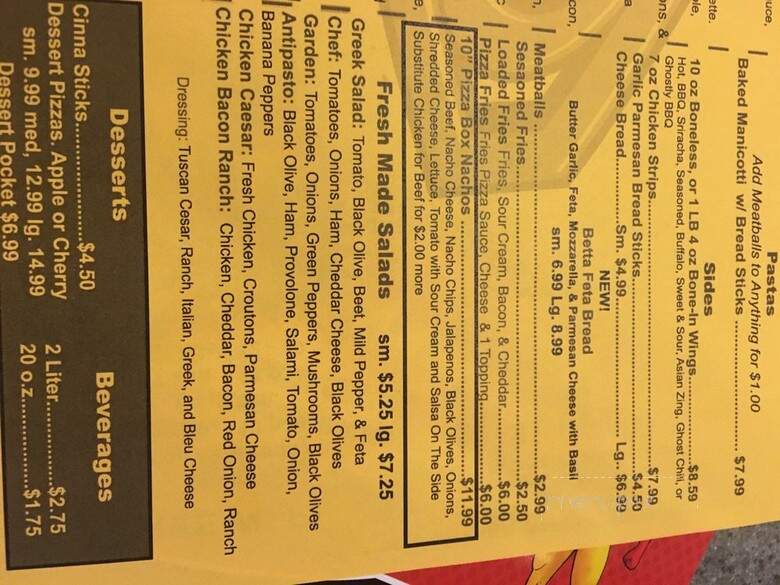 Pastas
Add Meatballs to Anything for $1.00
Baked Manicotti w/ Bread Sticks ............ $7.99
Sides
10 oz Boneless, or 1 LB 4 oz Bone-In Wings..................$8.59
Hot, BBQ, Sriracha, Seasoned, Buffalo, Sweet & Sour, Asian Zing, Ghost Chili, or
Ghostly BBQ
7 oz Chicken Strips.................................$7.99
Garlic Parmesan Bread Sticks...................$4.50
Cheese Bread............ Sm. $4.99................ Lg.. $6.99
NEW!
Betta Feta Bread
Butter Garlic, Feta, Mozzarella, & Parmesan Cheese with Basil
sm. 6.99 Lg. 8.99
Meatballs ..................................$2.99
Sesaoned Fries..............................$2.50
Loaded Fries Fries, Sour Cream, Bacon, & Cheddar...............$6.00
Pizza Fries Fries Pizza Sauce, Cheese & 1 Topping................$6.00
10" Pizza Box Nachos ........................................$11.99
Seasoned Beef, Nacho Cheese, Nacho Chips, Jalapenos, Black Olives, Onions,
Shredded Cheese, Lettuce, Tomato with Sour Cream and Salsa On The Side
Substitute Chicken for Beef for $2.00 more
Fresh Made Salads sm. $5.25 lg. $7.25
Greek Salad: Tomato, Black Olive, Beet, Mild Pepper, & Feta
Chef: Tomatoes, Onions, Ham, Cheddar Cheese, Black Olives
Garden: Tomatoes, Onions, Green Peppers, Mushrooms, Black Olives
Antipasto: Black Olive, Ham, Provolone, Salami, Tomato, Onion,
Banana Peppers
Chicken Caesar: Fresh Chicken, Croutons, Parmesan Cheese
Chicken Bacon Ranch: Chicken, Cheddar, Bacon, Red Onion, Ranch
Dressing: Tuscan Cesar, Ranch, Italian, Greek, and Bleu Cheese
Desserts
Cinna Sticks........................$4.50
Dessert Pizzas. Apple or Cherry
sm. 9.99 med, 12.99 lg. 14.99
Dessert Pocket $6.99
Beverages
2 Liter.................$2.75
20 o.z..................$1.75